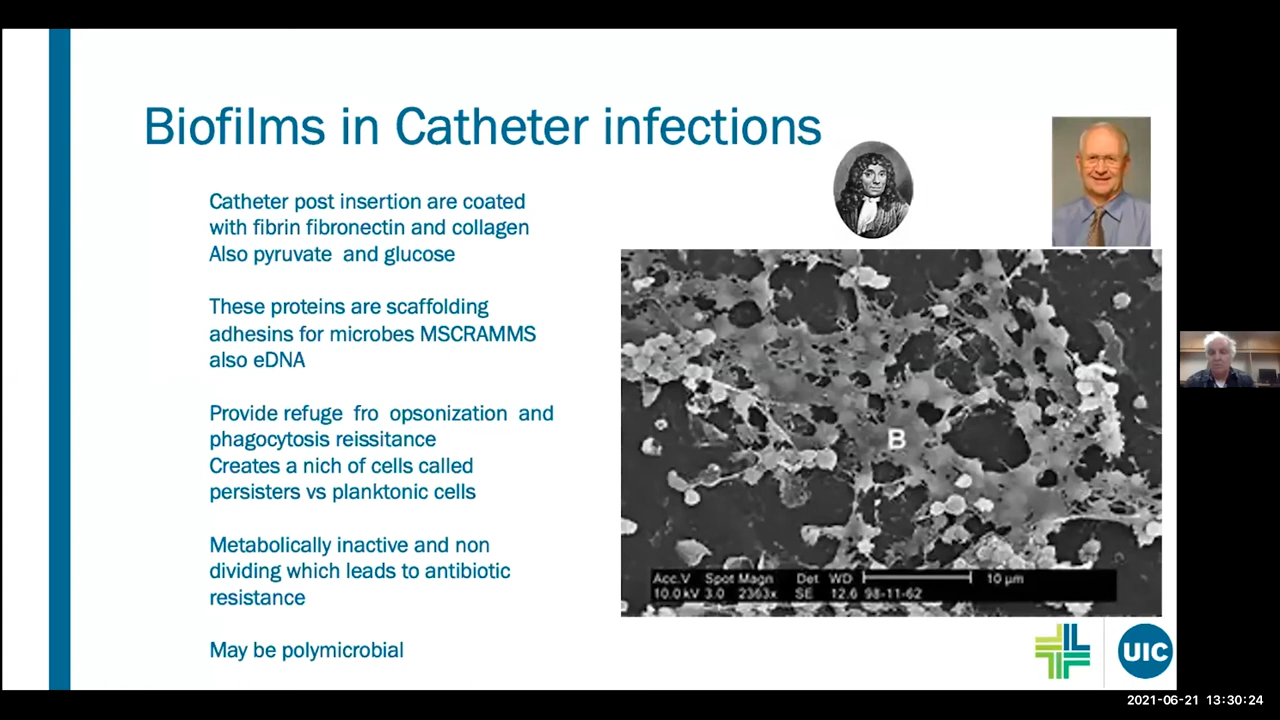 Biofilms in Catheter infections
Catheter post insertion are coated
with fibrin fibronectin and collagen
Also pyruvate and glucose
These proteins are scaffolding
adhesins for microbes MSCRAMMS
also eDNA
Provide refuge fro opsonization and
phagocytosis reissitance
Creates a nich of cells called
persisters vs planktonic cells
Metabolically inactive and non
dividing which leads to antibiotic
resistance
May be polymicrobial
B
Acc.V Spot Magn Det WD 10 µm
10.0 kV 3.0 2363x SE 12.6 98-11-62
UIC
2021-06-21 13:30:24